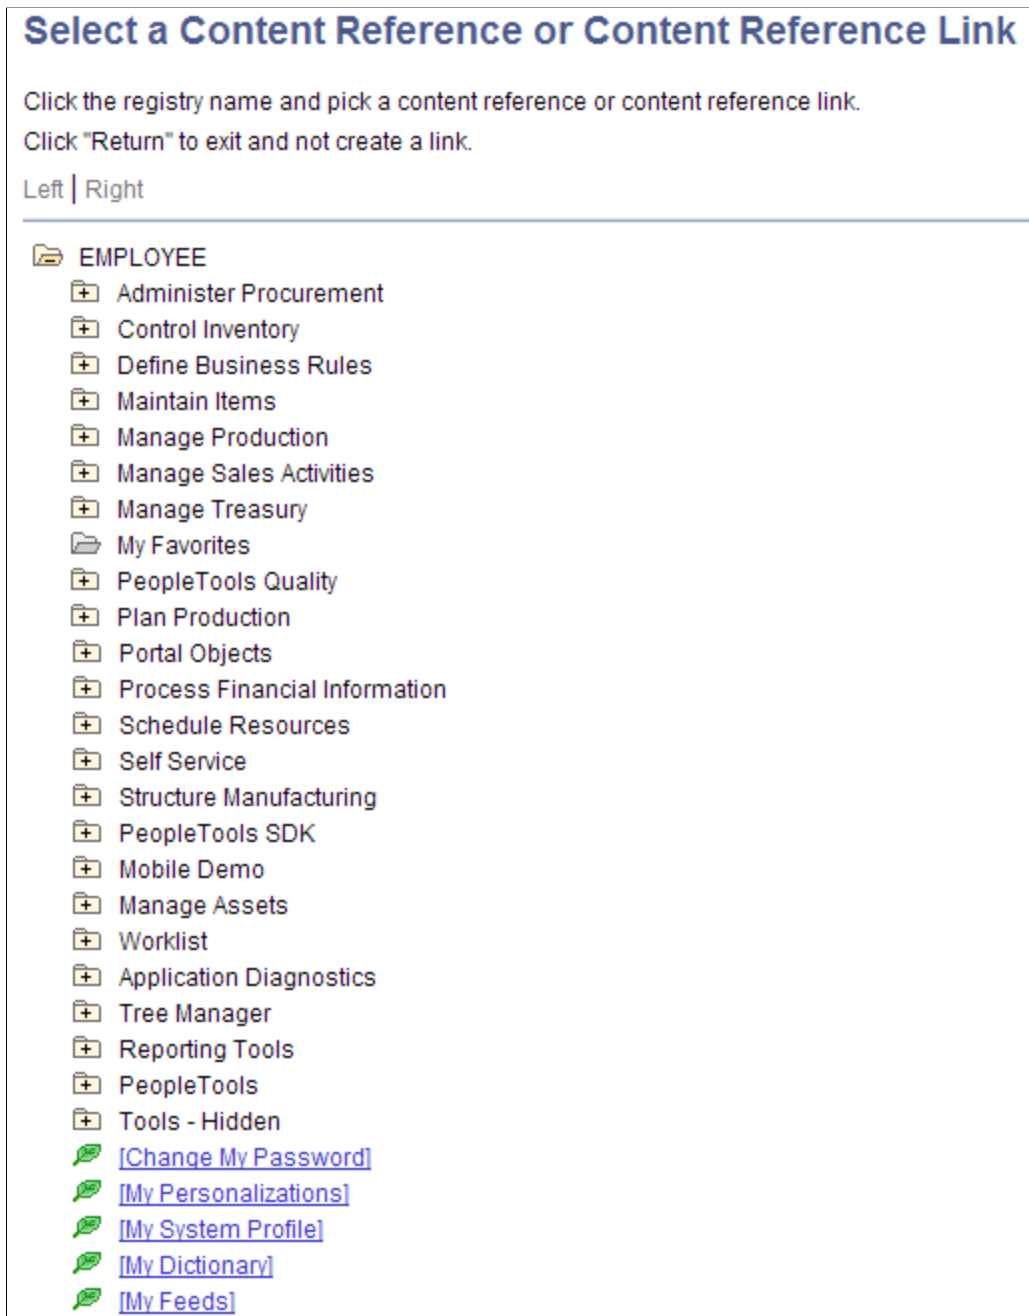 Select a Content Reference or Content Reference Link
Click the registry name and pick a content reference or content reference link.
Click "Return" to exit and not create a link.
Left | Right
EMPLOYEE
Administer Procurement
Control Inventory
Define Business Rules
Maintain Items
Manage Production
Manage Sales Activities
Manage Treasury
My Favorites
PeopleTools Quality
Plan Production
Portal Objects
Process Financial Information
Schedule Resources
Self Service
Structure Manufacturing
PeopleTools SDK
Mobile Demo
Manage Assets
Worklist
Application Diagnostics
Tree Manager
Reporting Tools
PeopleTools
Tools - Hidden
[Change My Password]
[My Personalizations]
[My System Profile]
[My Dictionary]
[My Feeds]